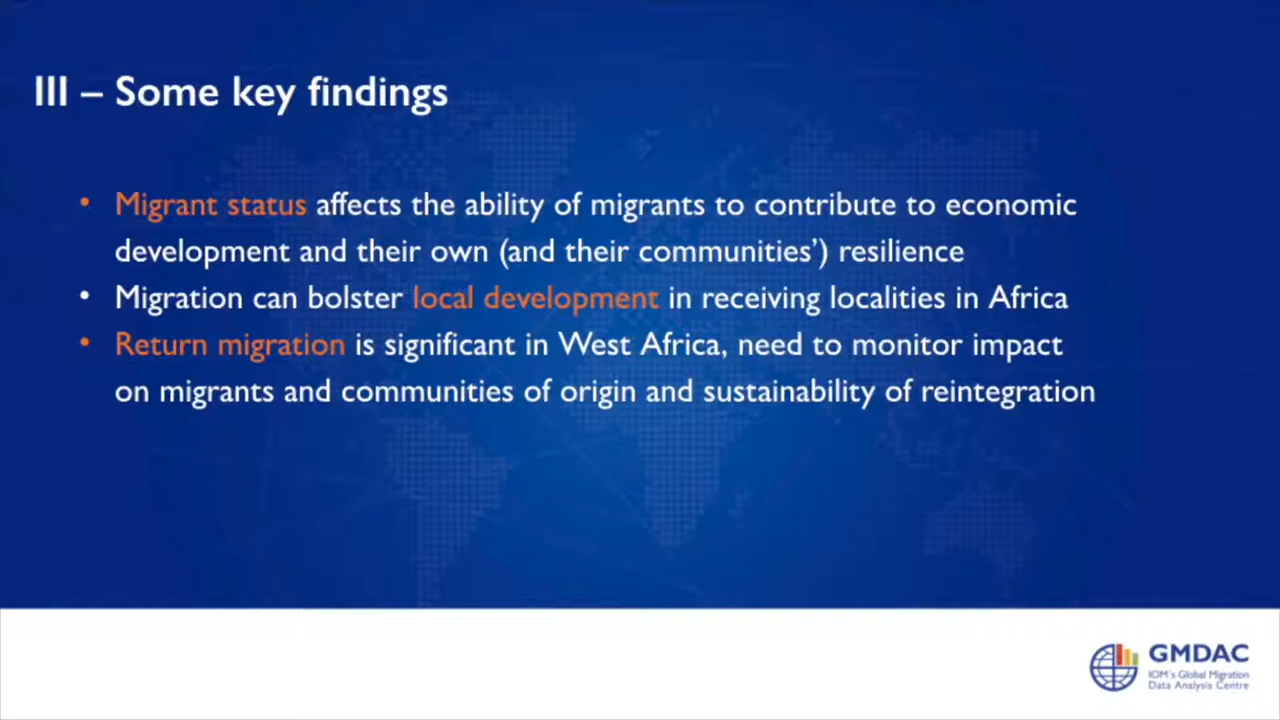 III – Some key findings
• Migrant status affects the ability of migrants to contribute to economic
development and their own (and their communities’) resilience
• Migration can bolster local development in receiving localities in Africa
• Return migration is significant in West Africa, need to monitor impact
on migrants and communities of origin and sustainability of reintegration
GMDAC
IOM's Global Migration
Data Analysis Centre